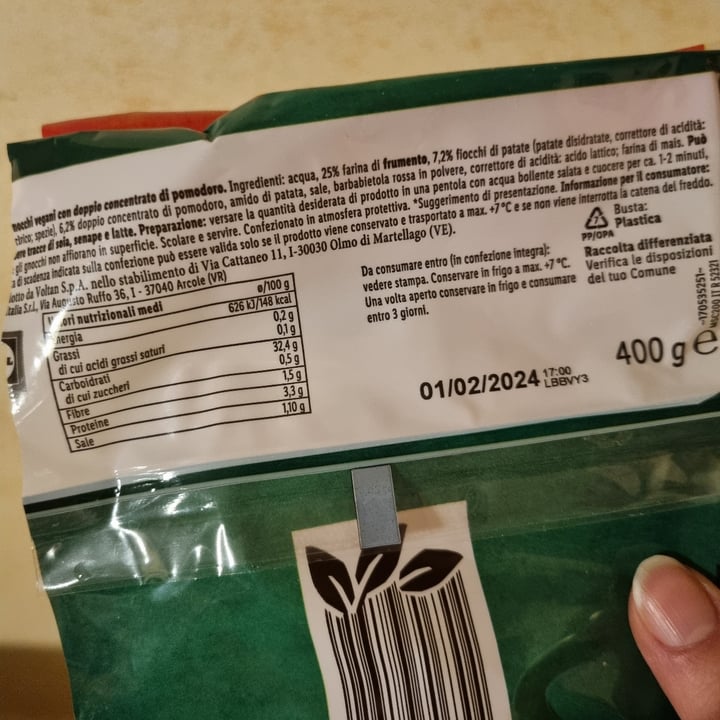 gnocchi vegani con doppio concentrato di pomodoro. Ingredienti: acqua, 25% farina di frumento, 7,2% fiocchi di patate (patate disidratate, correttore di acidità:
citrico; spezie), 6,2% doppio concentrato di pomodoro, amido di patata, sale, barbabietola rossa in polvere, correttore di acidità: acido lattico; farina di mais. Può
tracce di soia, senape e latte. Preparazione: versare la quantità desiderata di prodotto in una pentola con acqua bollente salata e cuocere per ca. 1-2 minuti,
gli gnocchi non affiorano in superficie. Scolare e servire. Confezionato in atmosfera protettiva. *Suggerimento di presentazione. Informazione per il consumatore:
di scadenza indicata sulla confezione può essere valida solo se il prodotto viene conservato e trasportato a max. +7 °C e se non viene interrotta la catena del freddo.
da Voltan S.p.A. nello stabilimento di Via Cattaneo 11, I-30030 Olmo di Martellago (VE).
Italia S.r.l., Via Augusto Ruffo 36, I - 37040 Arcole (VR)
Valori nutrizionali medi ø/100 g
Energia 626 kJ/148 kcal
Grassi 0,2 g
di cui acidi grassi saturi 0,1 g
Carboidrati 32,4 g
di cui zuccheri 0,5 g
Fibre 1,5 g
Proteine 3,3 g
Sale 1,10 g
Da consumare entro (in confezione integra):
vedere stampa. Conservare in frigo a max. +7 °C.
Una volta aperto conservare in frigo e consumare
entro 3 giorni.
7
PP/OPA
Busta:
Plastica
Raccolta differenziata
Verifica le disposizioni
del tuo Comune
01/02/2024 17:00
LBBVY3
400 g e